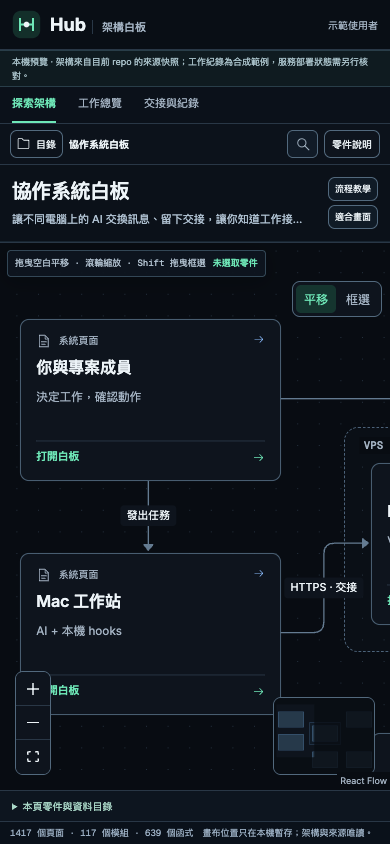 Hub 架構白板 示範使用者
本機預覽 · 架構來自目前 repo 的來源快照；工作紀錄為合成範例，服務部署狀態需另行核
對。
探索架構 工作總覽 交接與紀錄
目錄 協作系統白板 零件說明
協作系統白板
流程教學
讓不同電腦上的 AI 交換訊息、留下交接，讓你知道工作接…
適合畫面
拖曳空白平移 · 滾輪縮放 · Shift 拖曳框選 未選取零件
平移 框選
系統頁面
你與專案成員
決定工作，確認動作
打開白板
VPS
發出任務
系統頁面
Mac 工作站
HTTPS · 交接
AI + 本機 hooks
開白板
React Flow
本頁零件與資料目錄
1417 個頁面 · 117 個模組 · 639 個函式 畫布位置只在本機暫存；架構與來源唯讀。